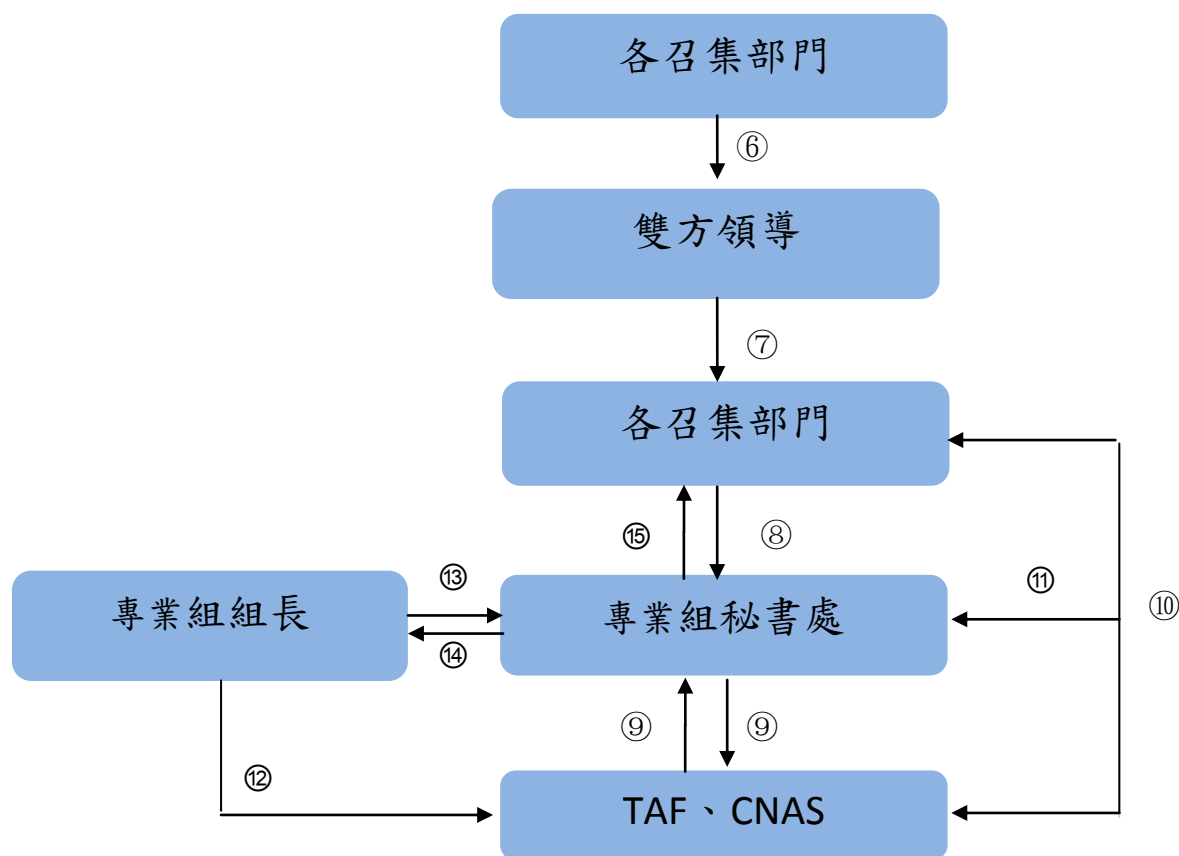 各召集部門
⑥
雙方領導
⑦
各召集部門
⑮
⑧
專業組組長
⑬
⑭
專業組秘書處
⑪
⑩
⑨
⑨
⑫
TAF、CNAS